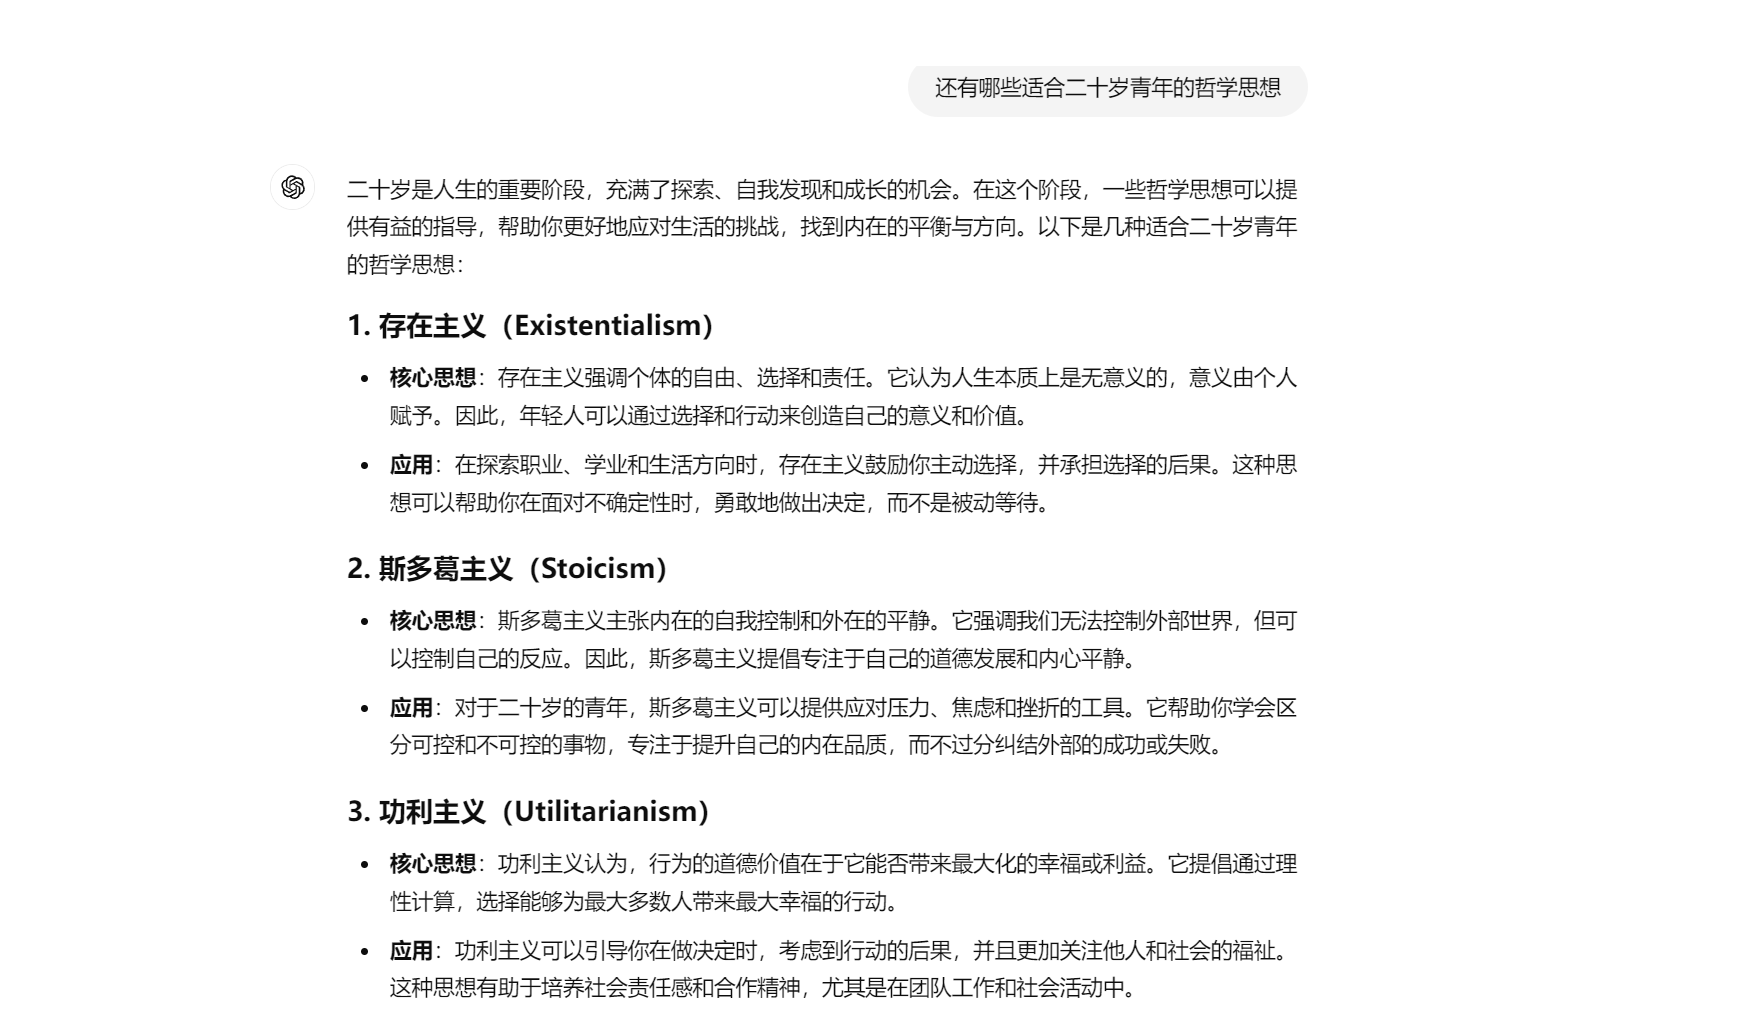 还有哪些适合二十岁青年的哲学思想
二十岁是人生的重要阶段，充满了探索、自我发现和成长的机会。在这个阶段，一些哲学思想可以提
供有益的指导，帮助你更好地应对生活的挑战，找到内在的平衡与方向。以下是几种适合二十岁青年
的哲学思想：
1. 存在主义（Existentialism）
• 核心思想：存在主义强调个体的自由、选择和责任。它认为人生本质上是无意义的，意义由个人
赋予。因此，年轻人可以通过选择和行动来创造自己的意义和价值。
• 应用：在探索职业、学业和生活方向时，存在主义鼓励你主动选择，并承担选择的后果。这种思
想可以帮助你在面对不确定性时，勇敢地做出决定，而不是被动等待。
2. 斯多葛主义（Stoicism）
• 核心思想：斯多葛主义主张内在的自我控制和外在的平静。它强调我们无法控制外部世界，但可
以控制自己的反应。因此，斯多葛主义提倡专注于自己的道德发展和内心平静。
• 应用：对于二十岁的青年，斯多葛主义可以提供应对压力、焦虑和挫折的工具。它帮助你学会区
分可控和不可控的事物，专注于提升自己的内在品质，而不过分纠结外部的成功或失败。
3. 功利主义（Utilitarianism）
• 核心思想：功利主义认为，行为的道德价值在于它能否带来最大化的幸福或利益。它提倡通过理
性计算，选择能够为最大多数人带来最大幸福的行动。
• 应用：功利主义可以引导你在做决定时，考虑到行动的后果，并且更加关注他人和社会的福祉。
这种思想有助于培养社会责任感和合作精神，尤其是在团队工作和社会活动中。